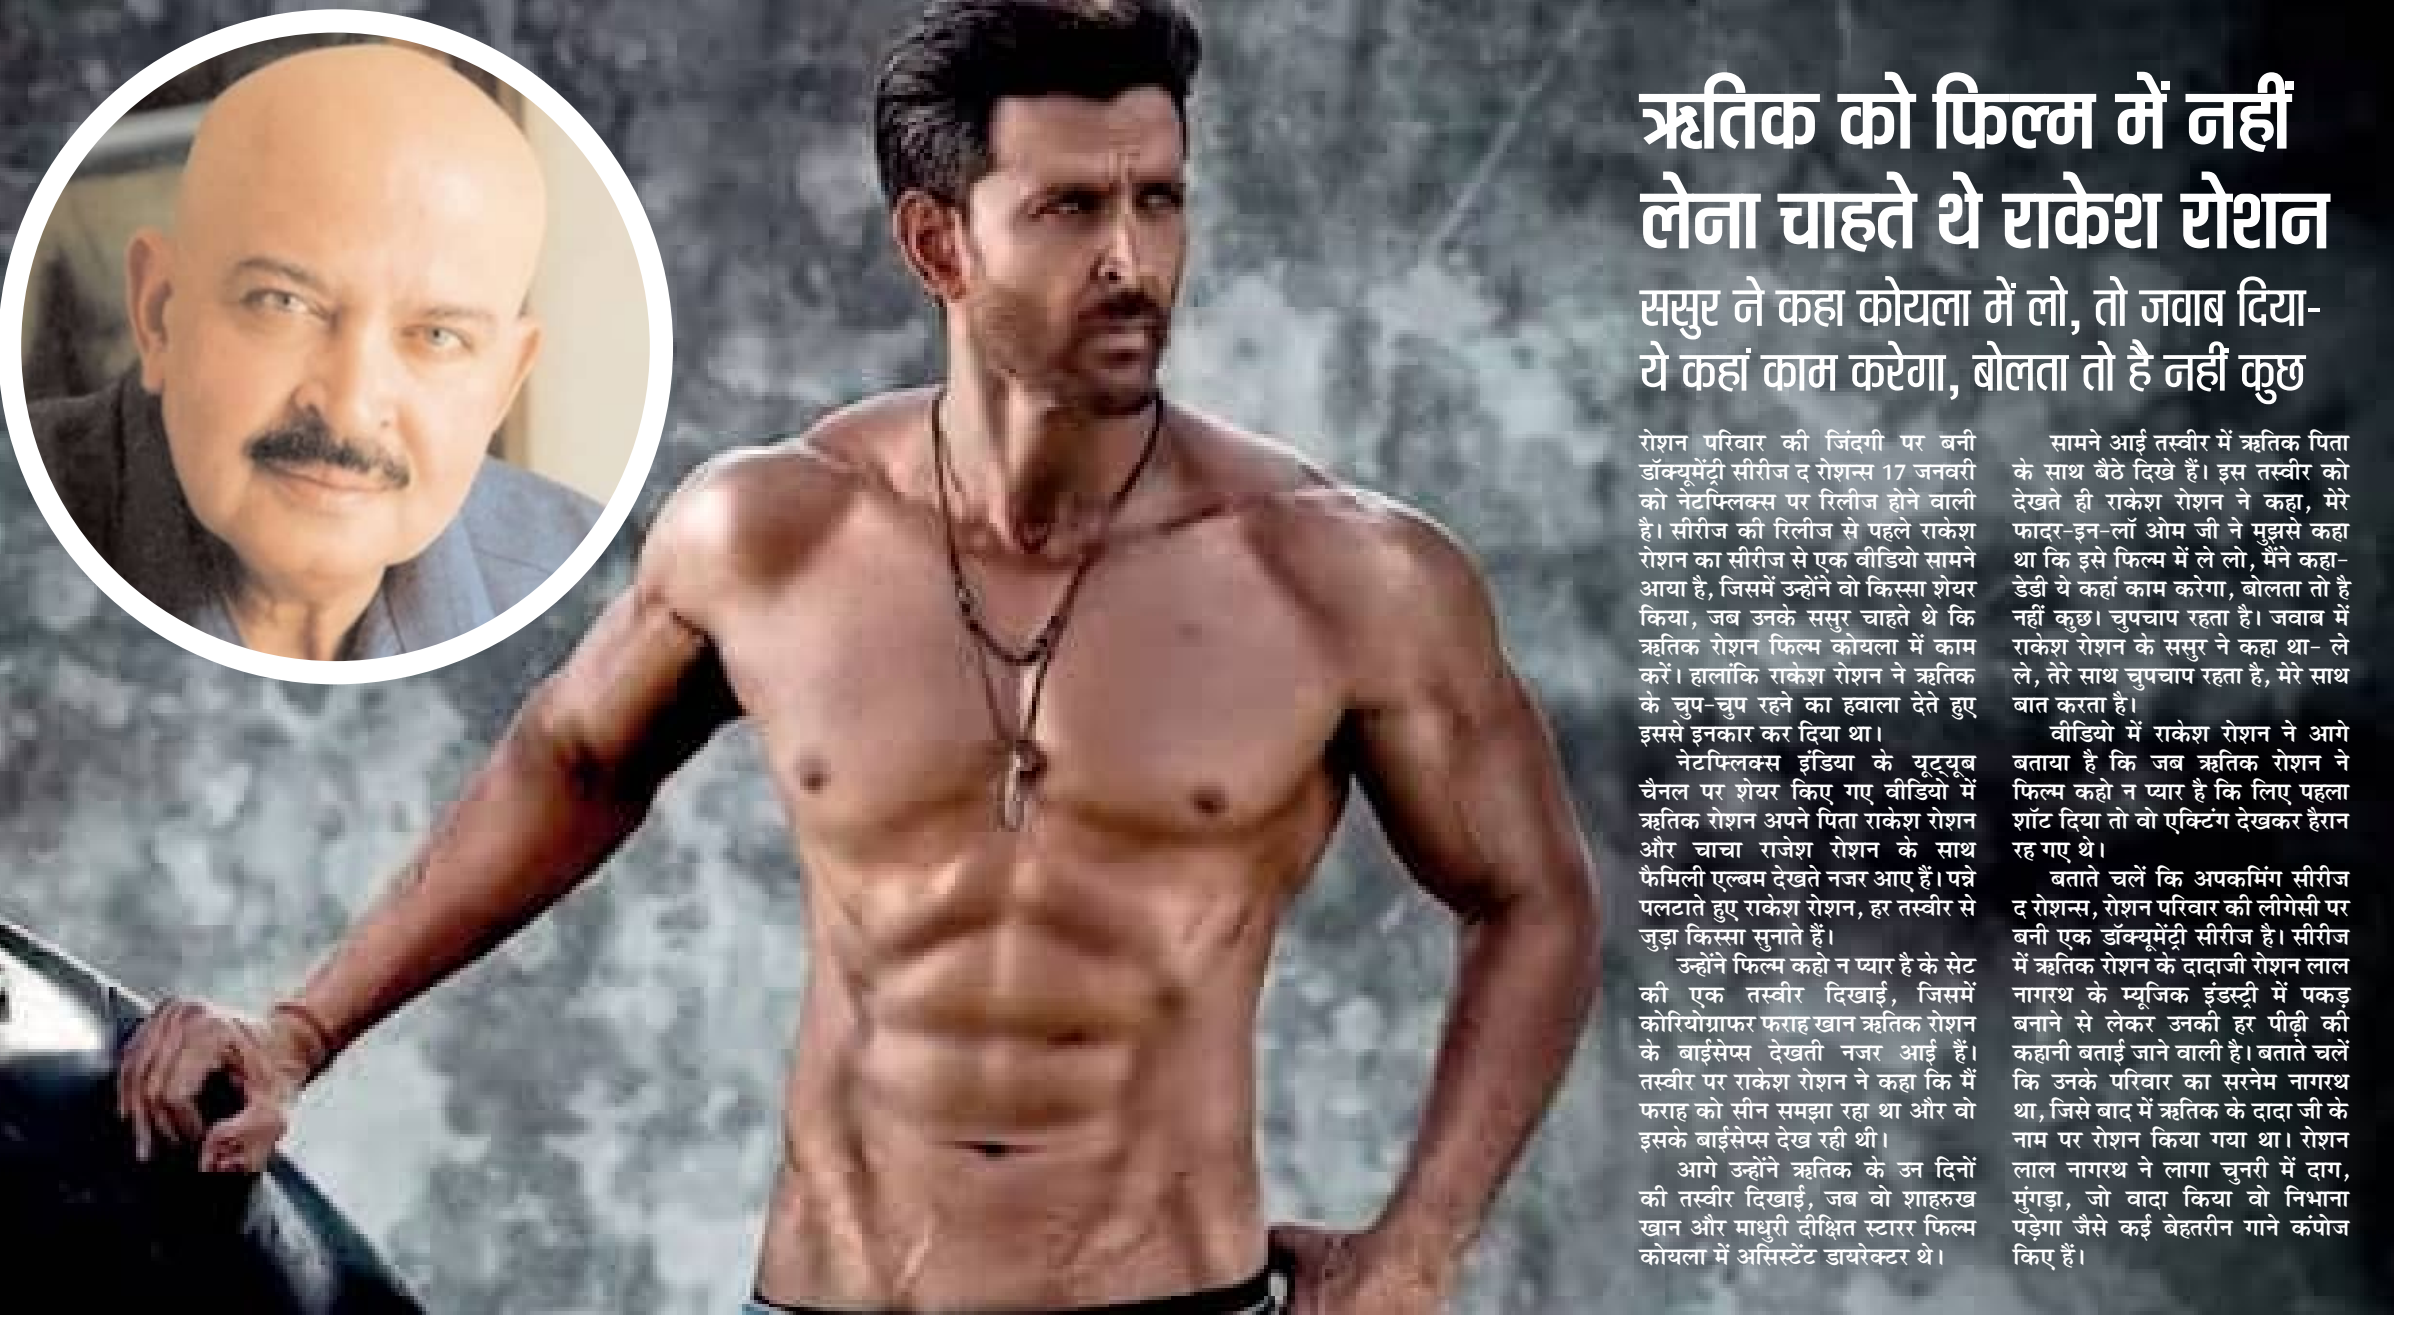 ऋतिक को फिल्म में नहीं
लेना चाहते थे राकेश रोशन
ससुर ने कहा कोयला में लो, तो जवाब दिया-
ये कहां काम करेगा, बोलता तो है नहीं कुछ
रोशन परिवार की जिंदगी पर बनी
डॉक्यूमेंट्री सीरीज द रोशन्स 17 जनवरी
को नेटफ्लिक्स पर रिलीज होने वाली
है। सीरीज की रिलीज से पहले राकेश
रोशन का सीरीज से एक वीडियो सामने
आया है, जिसमें उन्होंने वो किस्सा शेयर
किया, जब उनके ससुर चाहते थे कि
ऋतिक रोशन फिल्म कोयला में काम
करें। हालांकि राकेश रोशन ने ऋतिक
के चुप-चुप रहने का हवाला देते हुए
इससे इनकार कर दिया था।
नेटफ्लिक्स इंडिया के यूट्यूब
चैनल पर शेयर किए गए वीडियो में
ऋतिक रोशन अपने पिता राकेश रोशन
और चाचा राजेश रोशन के साथ
फैमिली एल्बम देखते नजर आए हैं। पन्ने
पलटाते हुए राकेश रोशन, हर तस्वीर से
जुड़ा किस्सा सुनाते हैं।
उन्होंने फिल्म कहो न प्यार है के सेट
की एक तस्वीर दिखाई, जिसमें
कोरियोग्राफर फराह खान ऋतिक रोशन
के बाईसेप्स देखती नजर आई हैं।
तस्वीर पर राकेश रोशन ने कहा कि मैं
फराह को सीन समझा रहा था और वो
इसके बाईसेप्स देख रही थी।
आगे उन्होंने ऋतिक के उन दिनों
की तस्वीर दिखाई, जब वो शाहरुख
खान और माधुरी दीक्षित स्टारर फिल्म
कोयला में असिस्टेंट डायरेक्टर थे।
सामने आई तस्वीर में ऋतिक पिता
के साथ बैठे दिखे हैं। इस तस्वीर को
देखते ही राकेश रोशन ने कहा, मेरे
फादर-इन-लॉ ओम जी ने मुझसे कहा
था कि इसे फिल्म में ले लो, मैंने कहा-
डेडी ये कहां काम करेगा, बोलता तो है
नहीं कुछ। चुपचाप रहता है। जवाब में
राकेश रोशन के ससुर ने कहा था- ले
ले, तेरे साथ चुपचाप रहता है, मेरे साथ
बात करता है।
वीडियो में राकेश रोशन ने आगे
बताया है कि जब ऋतिक रोशन ने
फिल्म कहो न प्यार है कि लिए पहला
शॉट दिया तो वो एक्टिंग देखकर हैरान
रह गए थे।
बताते चलें कि अपकमिंग सीरीज
द रोशन्स, रोशन परिवार की लीगेसी पर
बनी एक डॉक्यूमेंट्री सीरीज है। सीरीज
में ऋतिक रोशन के दादाजी रोशन लाल
नागरथ के म्यूजिक इंडस्ट्री में पकड़
बनाने से लेकर उनकी हर पीढ़ी की
कहानी बताई जाने वाली है। बताते चलें
कि उनके परिवार का सरनेम नागरथ
था, जिसे बाद में ऋतिक के दादा जी के
नाम पर रोशन किया गया था। रोशन
लाल नागरथ ने लागा चुनरी में दाग,
मुंगड़ा, जो वादा किया वो निभाना
पड़ेगा जैसे कई बेहतरीन गाने कंपोज
किए हैं।